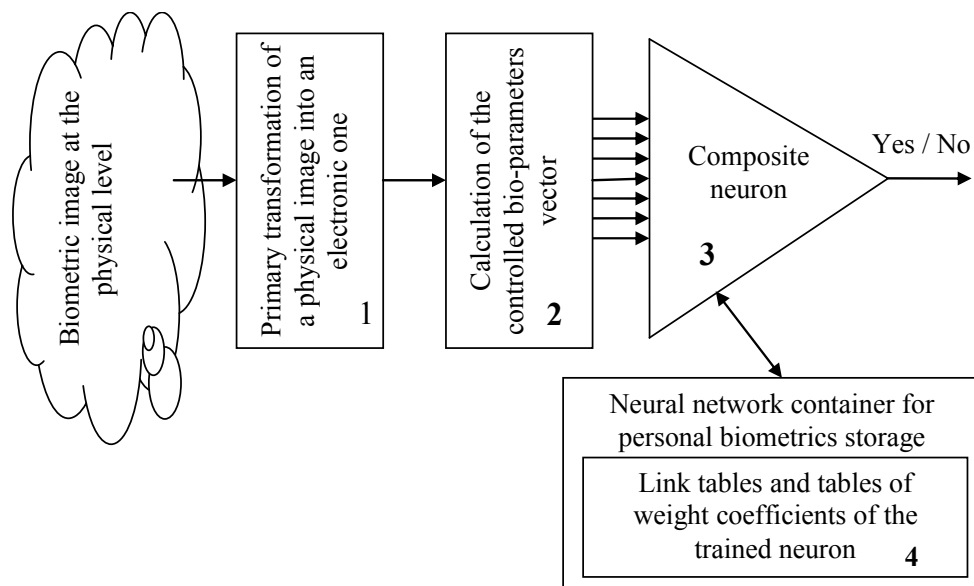 Biometric image at the
physical level
Primary transformation of
a physical image into an
electronic one
1
Calculation of the
controlled bio-parameters
vector
2
Composite
neuron
3
Yes / No
Neural network container for
personal biometrics storage
Link tables and tables of
weight coefficients of the
trained neuron
4